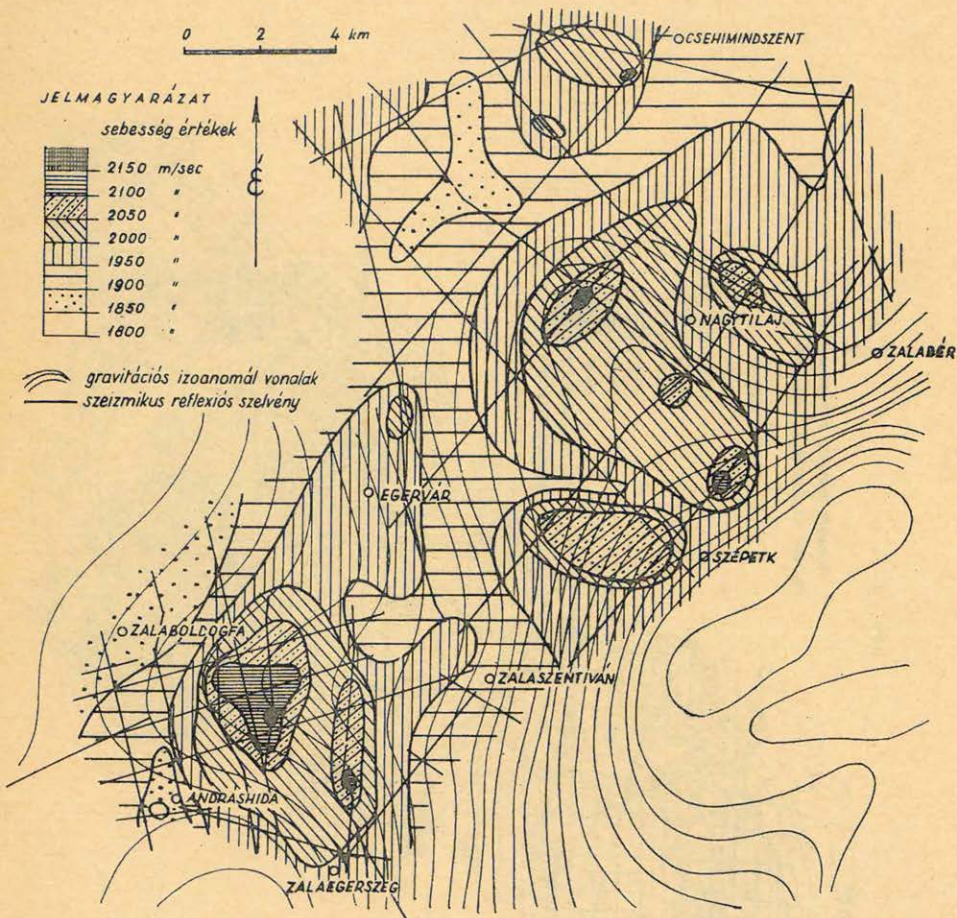 0 2 4 km
JELMAGYARÁZAT
sebesség értékek
2150 m/sec
2100 "
2050 "
2000 "
1950 "
1900 "
1850 "
1800 "
É
gravitációs izoanomál vonalak
szeizmikus reflexiós szelvény
CSEHIMINDSZENT
NAGYTILAJ
ZALABÉR
EGERVÁR
SZÉPETK
ZALABOLDOGFA
ZALASZENTIVÁN
ANDRASHIDA
ZALAEGERSZEG